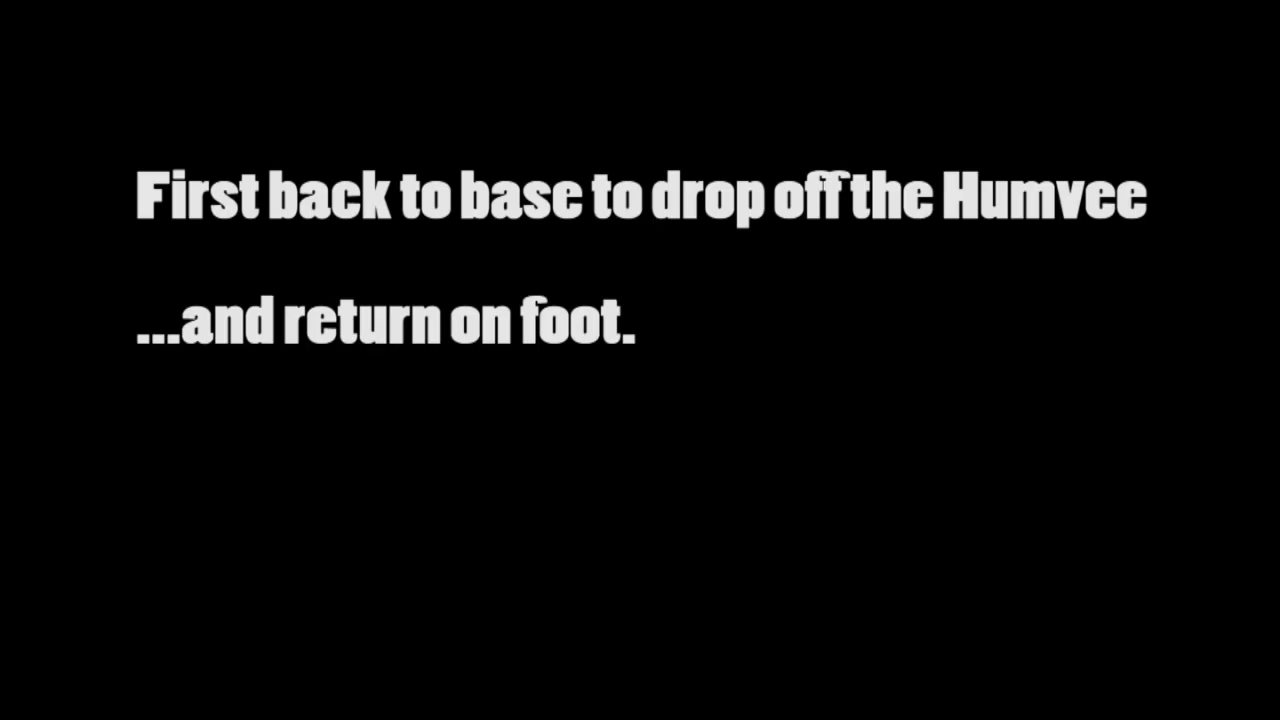 First back to base to drop off the Humvee
...and return on foot.